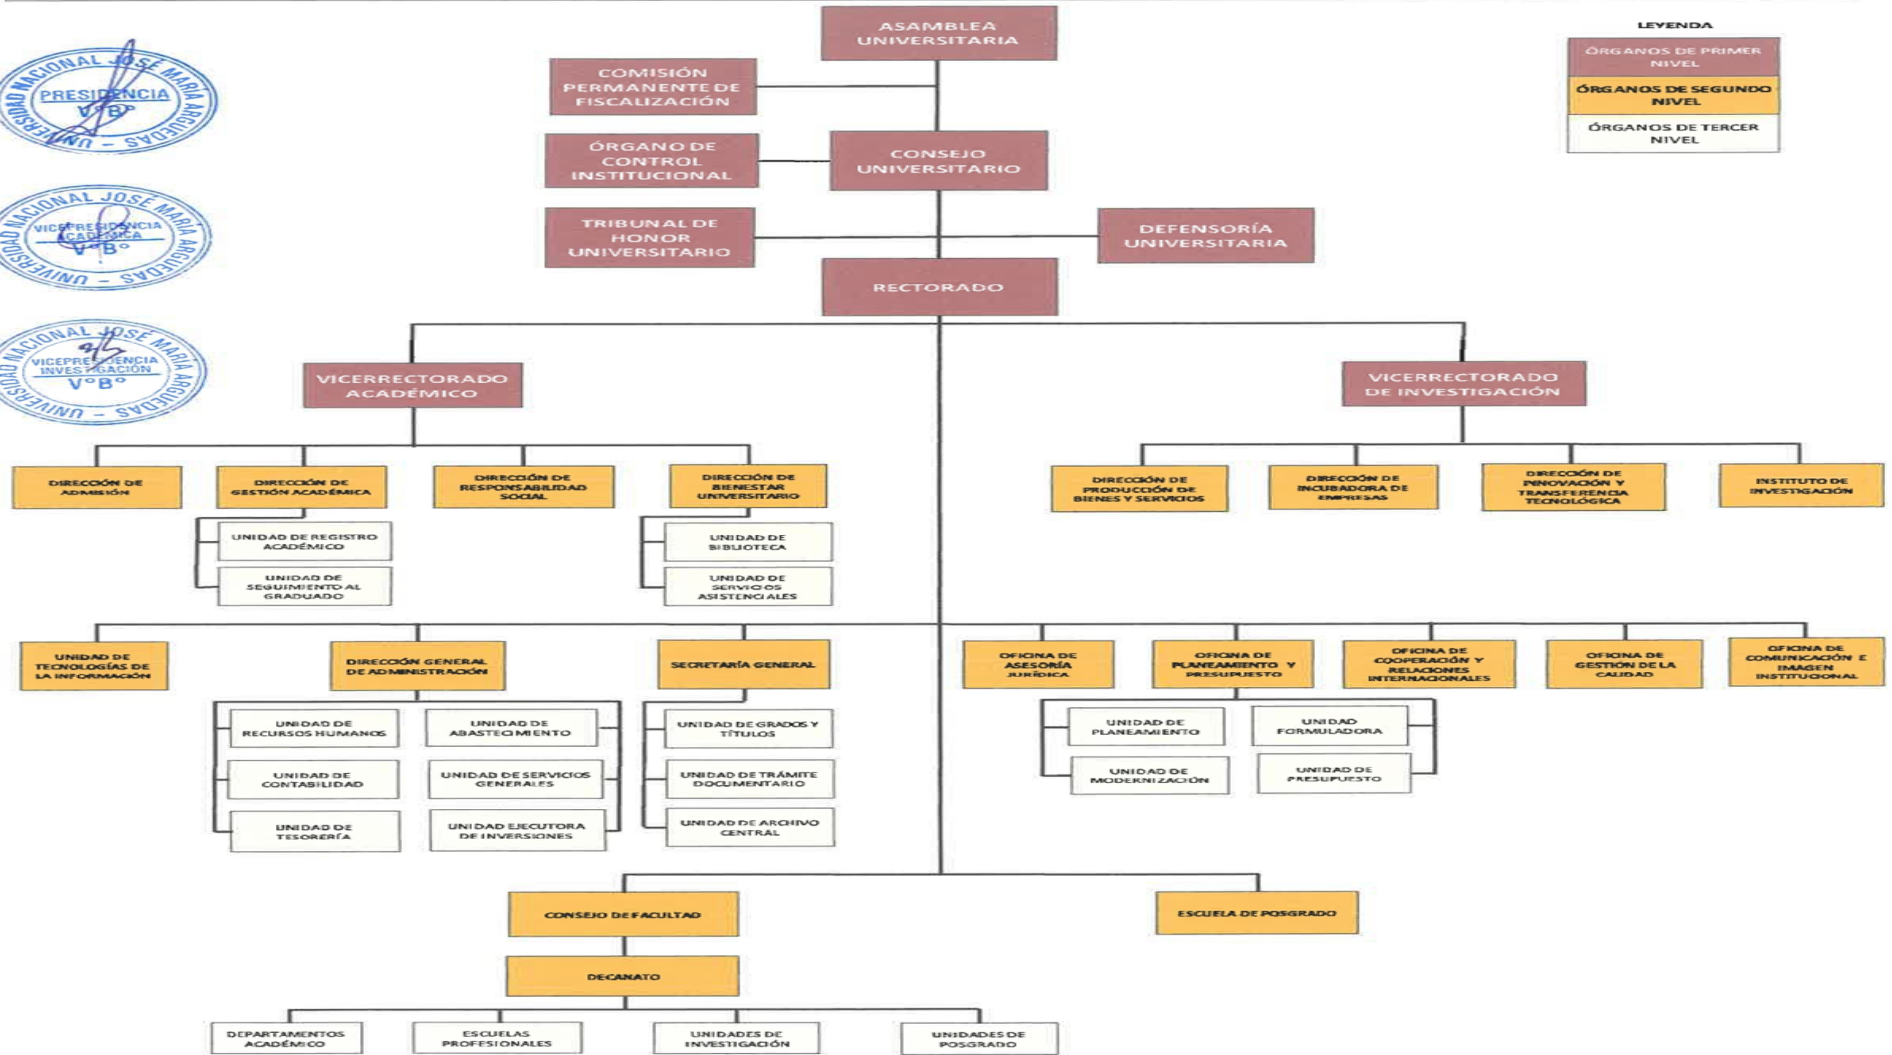 ASAMBLEA
UNIVERSITARIA
LEYENDA
ÓRGANOS DE PRIMER
NIVEL
ÓRGANOS DE SEGUNDO
NIVEL
ÓRGANOS DE TERCER
NIVEL
UNIVERSIDAD NACIONAL JOSÉ MARÍA ARGUEDAS
PRESIDENCIA
V°B°
COMISIÓN
PERMANENTE DE
FISCALIZACIÓN
ÓRGANO DE
CONTROL
INSTITUCIONAL
CONSEJO
UNIVERSITARIO
UNIVERSIDAD NACIONAL JOSÉ MARÍA ARGUEDAS
VICEPRESIDENCIA
ACADÉMICA
V°B°
TRIBUNAL DE
HONOR
UNIVERSITARIO
DEFENSORÍA
UNIVERSITARIA
RECTORADO
UNIVERSIDAD NACIONAL JOSÉ MARÍA ARGUEDAS
VICEPRESIDENCIA
INVESTIGACIÓN
V°B°
VICERRECTORADO
ACADÉMICO
VICERRECTORADO
DE INVESTIGACIÓN
DIRECCIÓN DE
ADMISIÓN
DIRECCIÓN DE
GESTIÓN ACADÉMICA
DIRECCIÓN DE
RESPONSABILIDAD
SOCIAL
DIRECCIÓN DE
BIENESTAR
UNIVERSITARIO
DIRECCIÓN DE
PRODUCCIÓN DE
BIENES Y SERVICIOS
DIRECCIÓN DE
INCUBADORA DE
EMPRESAS
DIRECCIÓN DE
INNOVACIÓN Y
TRANSFERENCIA
TECNOLÓGICA
INSTITUTO DE
INVESTIGACIÓN
UNIDAD DE REGISTRO
ACADÉMICO
UNIDAD DE
SEGUIMIENTO AL
GRADUADO
UNIDAD DE
BIBLIOTECA
UNIDAD DE
SERVICIOS
ASISTENCIALES
UNIDAD DE
TECNOLOGÍAS DE
LA INFORMACIÓN
DIRECCIÓN GENERAL
DE ADMINISTRACIÓN
SECRETARÍA GENERAL
OFICINA DE
ASESORÍA
JURÍDICA
OFICINA DE
PLANEAMIENTO Y
PRESUPUESTO
OFICINA DE
COOPERACIÓN Y
RELACIONES
INTERNACIONALES
OFICINA DE
GESTIÓN DE LA
CALIDAD
OFICINA DE
COMUNICACIÓN E
IMAGEN
INSTITUCIONAL
UNIDAD DE
RECURSOS HUMANOS
UNIDAD DE
ABASTECIMIENTO
UNIDAD DE
CONTABILIDAD
UNIDAD DE SERVICIOS
GENERALES
UNIDAD DE
TESORERÍA
UNIDAD EJECUTORA
DE INVERSIONES
UNIDAD DE GRADOS Y
TÍTULOS
UNIDAD DE TRÁMITE
DOCUMENTARIO
UNIDAD DE ARCHIVO
CENTRAL
UNIDAD DE
PLANEAMIENTO
UNIDAD
FORMULADORA
UNIDAD DE
MODERNIZACIÓN
UNIDAD DE
PRESUPUESTO
CONSEJO DE FACULTAD
ESCUELA DE POSGRADO
DECANATO
DEPARTAMENTOS
ACADÉMICO
ESCUELAS
PROFESIONALES
UNIDADES DE
INVESTIGACIÓN
UNIDADES DE
POSGRADO